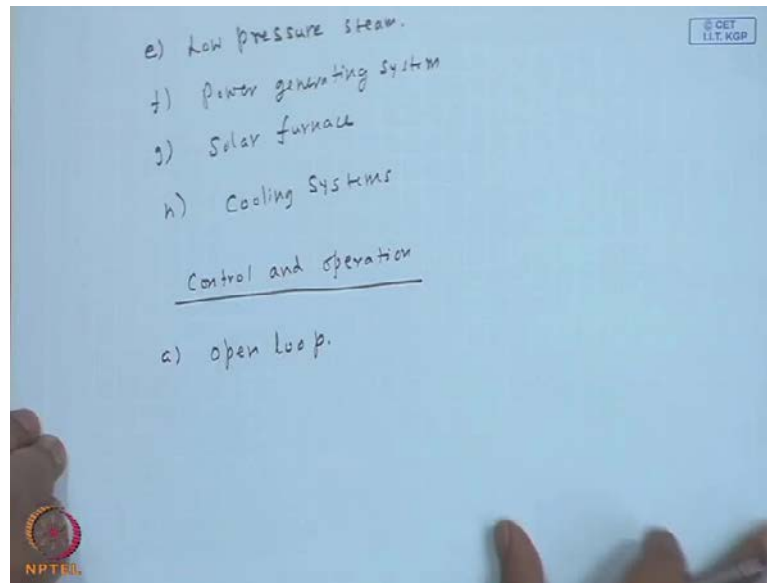 e) Low pressure steam.
f) Power generating system
g) Solar furnace
h) Cooling systems
Control and operation
a) open loop.
© CET
I.I.T. KGP
NPTEL